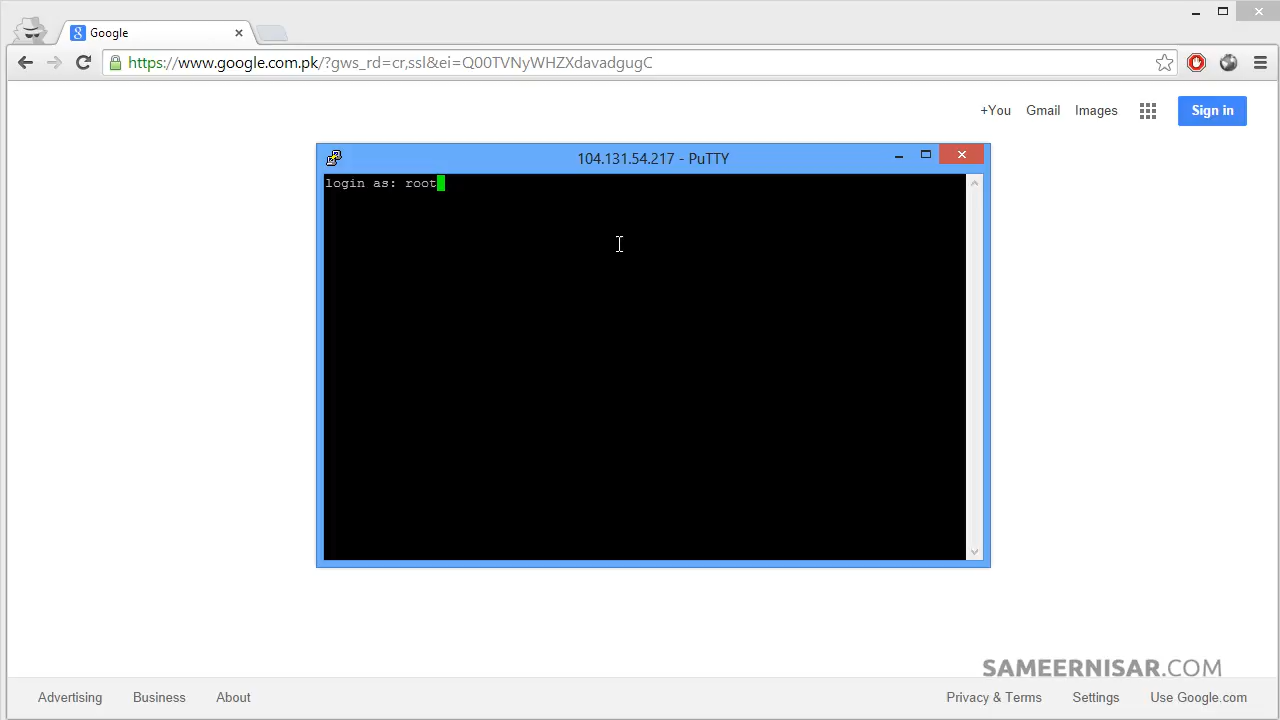 Google
https://www.google.com.pk/?gws_rd=cr,ssl&ei=Q00TVNyWHZXdavadgugC
+You Gmail Images Sign in
104.131.54.217 - PuTTY
login as: root
SAMEERNISAR.COM
Advertising Business About Privacy & Terms Settings Use Google.com